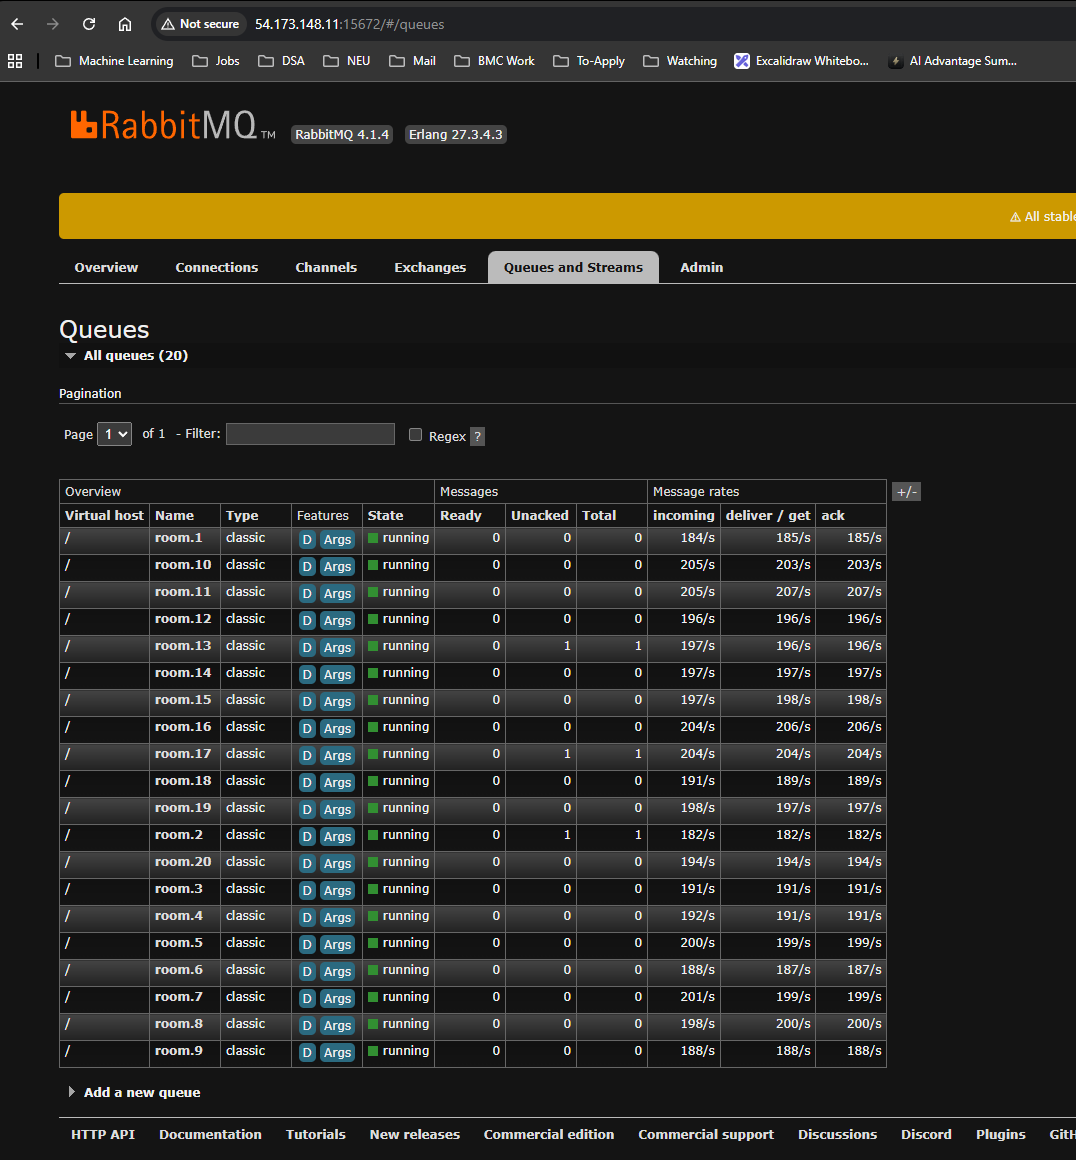 Not secure 54.173.148.11:15672/#/queues
Machine Learning Jobs DSA NEU Mail BMC Work To-Apply Watching Excalidraw Whitebo... AI Advantage Sum...
RabbitMQ TM RabbitMQ 4.1.4 Erlang 27.3.4.3
⚠ All stable
Overview Connections Channels Exchanges Queues and Streams Admin
Queues
All queues (20)
Pagination
Page 1 of 1 - Filter: Regex ?
Overview Messages Message rates +/-
Virtual host Name Type Features State Ready Unacked Total incoming deliver / get ack
/ room.1 classic D Args running 0 0 0 184/s 185/s 185/s
/ room.10 classic D Args running 0 0 0 205/s 203/s 203/s
/ room.11 classic D Args running 0 0 0 205/s 207/s 207/s
/ room.12 classic D Args running 0 0 0 196/s 196/s 196/s
/ room.13 classic D Args running 0 1 1 197/s 196/s 196/s
/ room.14 classic D Args running 0 0 0 197/s 197/s 197/s
/ room.15 classic D Args running 0 0 0 197/s 198/s 198/s
/ room.16 classic D Args running 0 0 0 204/s 206/s 206/s
/ room.17 classic D Args running 0 1 1 204/s 204/s 204/s
/ room.18 classic D Args running 0 0 0 191/s 189/s 189/s
/ room.19 classic D Args running 0 0 0 198/s 197/s 197/s
/ room.2 classic D Args running 0 1 1 182/s 182/s 182/s
/ room.20 classic D Args running 0 0 0 194/s 194/s 194/s
/ room.3 classic D Args running 0 0 0 191/s 191/s 191/s
/ room.4 classic D Args running 0 0 0 192/s 191/s 191/s
/ room.5 classic D Args running 0 0 0 200/s 199/s 199/s
/ room.6 classic D Args running 0 0 0 188/s 187/s 187/s
/ room.7 classic D Args running 0 0 0 201/s 199/s 199/s
/ room.8 classic D Args running 0 0 0 198/s 200/s 200/s
/ room.9 classic D Args running 0 0 0 188/s 188/s 188/s
Add a new queue
HTTP API Documentation Tutorials New releases Commercial edition Commercial support Discussions Discord Plugins GitH